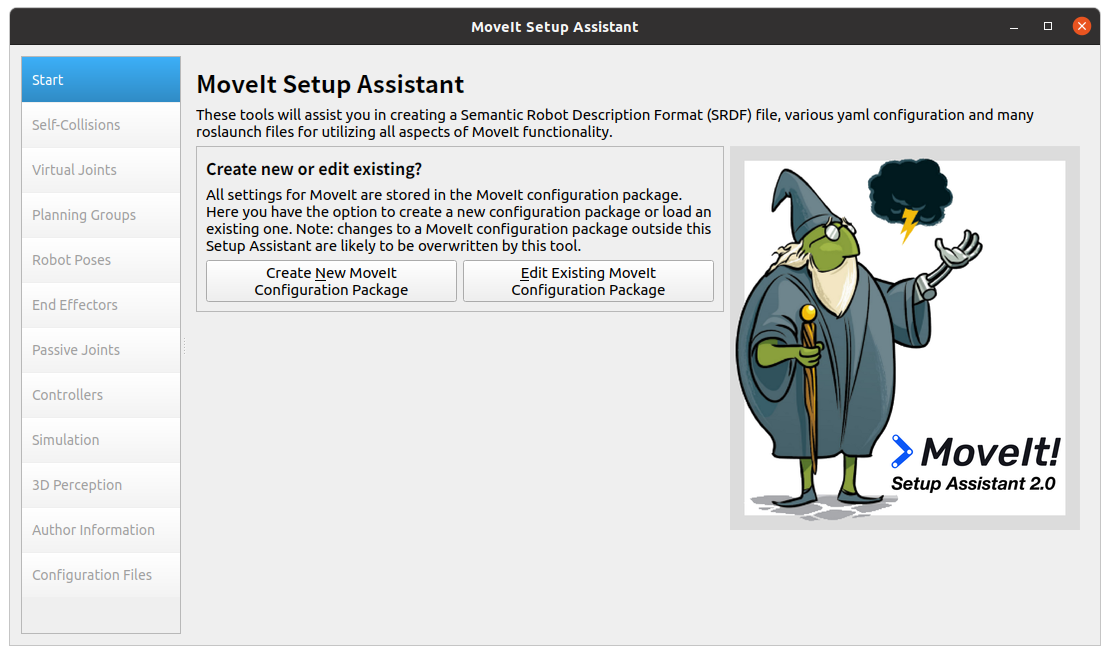 MoveIt Setup Assistant
Start
Self-Collisions
Virtual Joints
Planning Groups
Robot Poses
End Effectors
Passive Joints
Controllers
Simulation
3D Perception
Author Information
Configuration Files
MoveIt Setup Assistant
These tools will assist you in creating a Semantic Robot Description Format (SRDF) file, various yaml configuration and many
roslaunch files for utilizing all aspects of MoveIt functionality.
Create new or edit existing?
All settings for MoveIt are stored in the MoveIt configuration package.
Here you have the option to create a new configuration package or load an
existing one. Note: changes to a MoveIt configuration package outside this
Setup Assistant are likely to be overwritten by this tool.
Create New MoveIt
Configuration Package
Edit Existing MoveIt
Configuration Package
MoveIt!
Setup Assistant 2.0